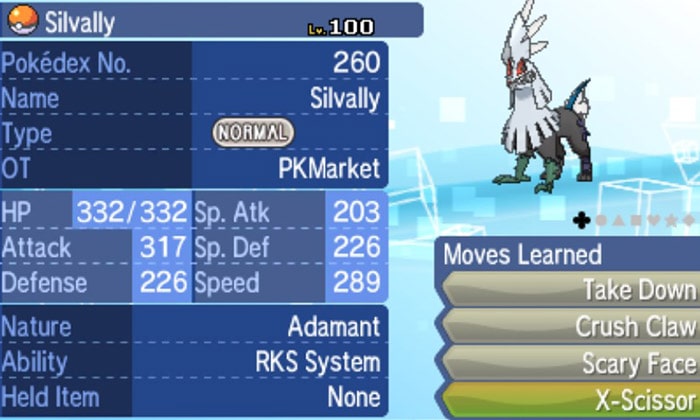 Silvally Lv.100
Pokédex No. 260
Name Silvally
Type NORMAL
OT PKMarket
HP 332/332 Sp. Atk 203
Attack 317 Sp. Def 226
Defense 226 Speed 289
Nature Adamant
Ability RKS System
Held Item None
Moves Learned
Take Down
Crush Claw
Scary Face
X-Scissor